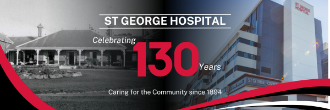 ST GEORGE HOSPITAL
Celebrating
130
Years
Caring for the Community since 1894